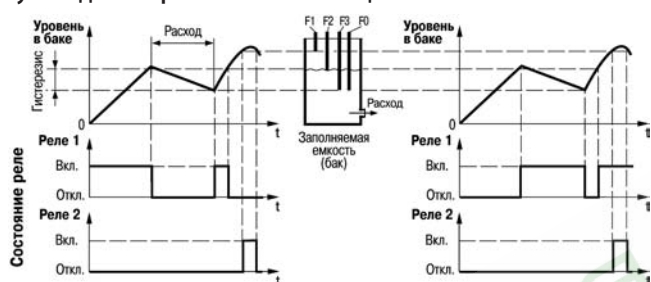 Уровень
в баке
Расход
Гистерезис
0
t
Реле 1
Вкл.
Откл.
t
Реле 2
Вкл.
Откл.
t
Состояние реле
F1 F2 F3 F0
Расход
Заполняемая
емкость
(бак)
Уровень
в баке
0
t
Реле 1
Вкл.
Откл.
t
Реле 2
Вкл.
Откл.
t